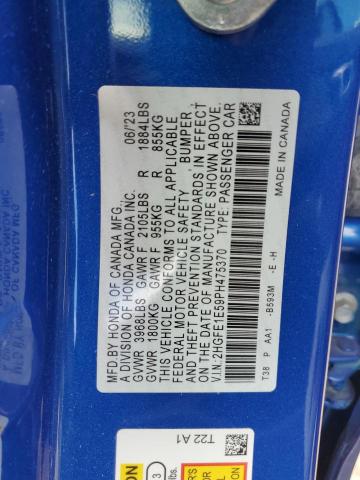 MFD.BY HONDA OF CANADA MFG. 06/'23
A DIVISION OF HONDA CANADA INC.
GVWR 3968LBS GAWR F 2105LBS R 1884LBS
GVWR 1800KG GAWR F 955KG R 855KG
THIS VEHICLE CONFORMS TO ALL APPLICABLE
FEDERAL MOTOR VEHICLE SAFETY BUMPER,
AND THEFT PREVENTION STANDARDS IN EFFECT
ON THE DATE OF MANUFACTURE SHOWN ABOVE.
V.I.N.: 2HGFE1E59PH475370 TYPE: PASSENGER CAR
T38 P AA1 -B593M -E-H
MADE IN CANADA
T22 A1
3
lbs.